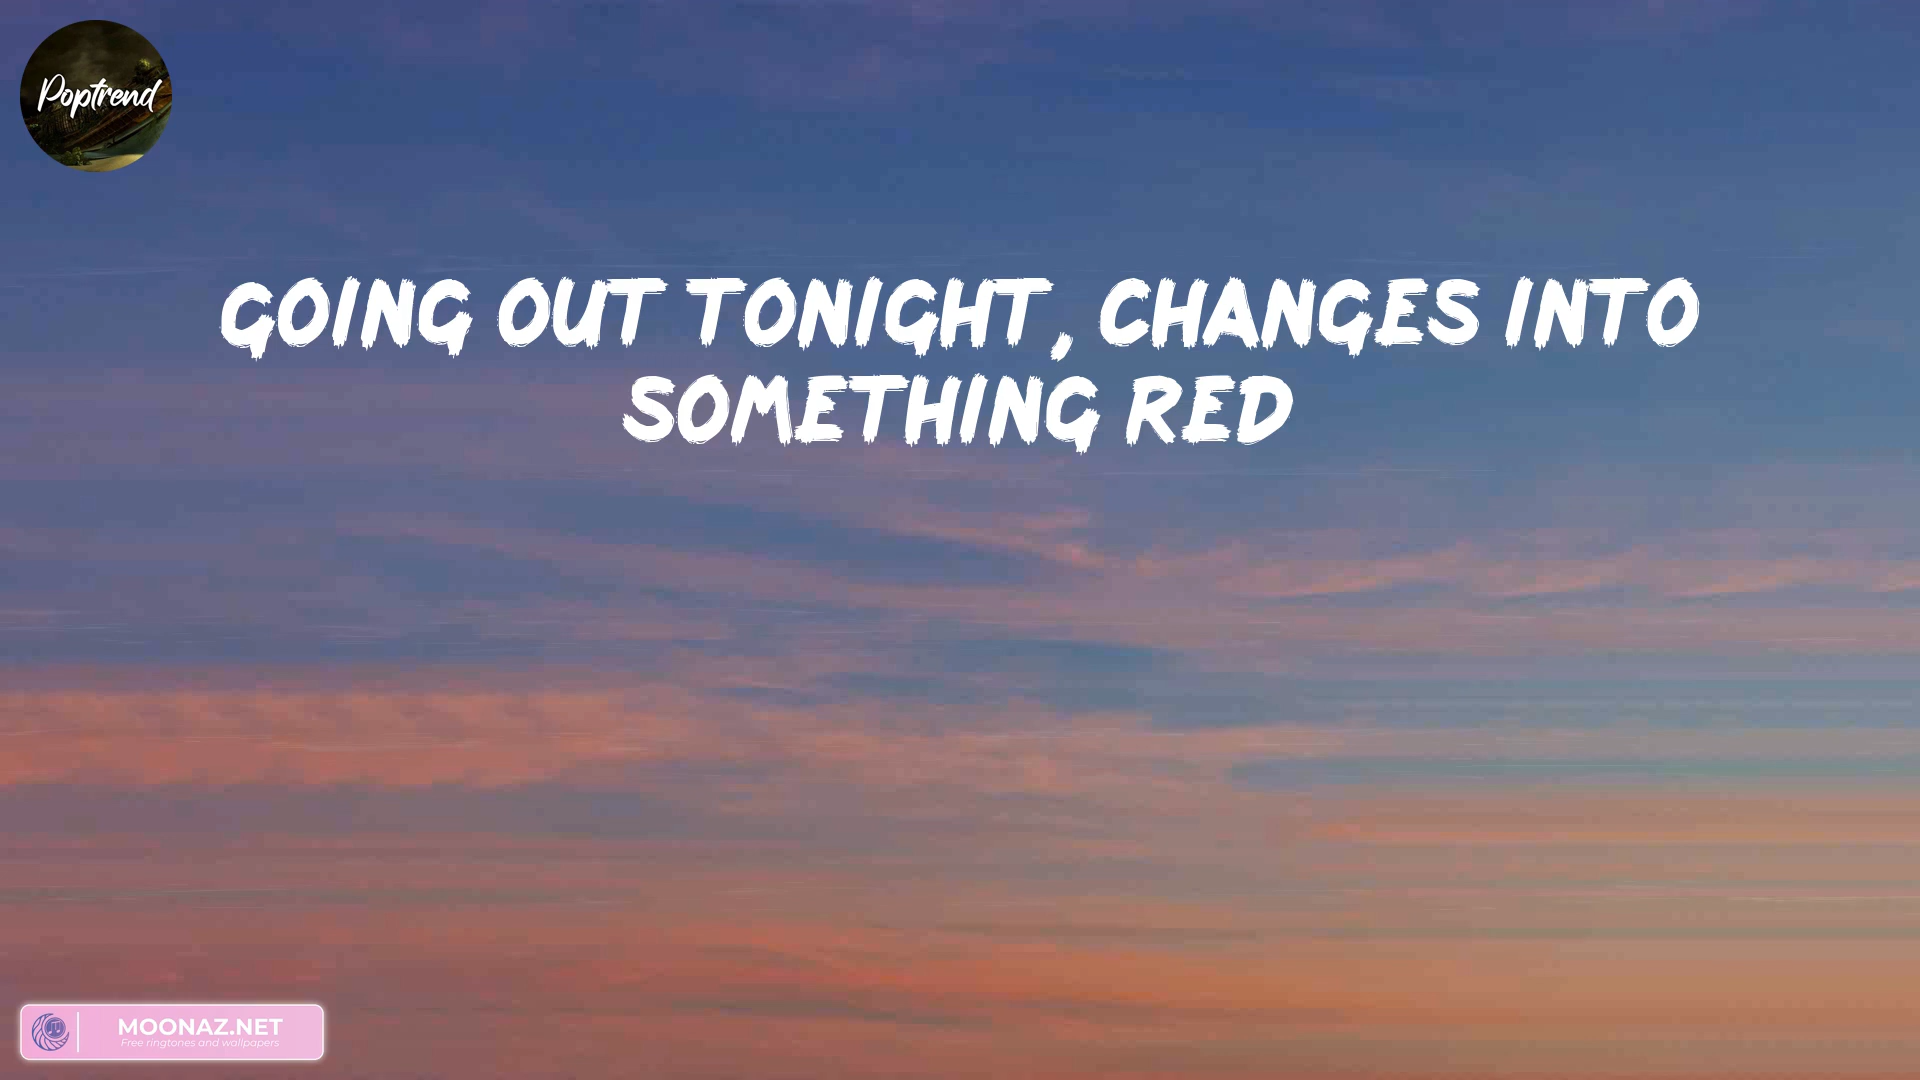 Poptrend
GOING OUT TONIGHT, CHANGES INTO
SOMETHING RED
MOONAZ.NET
Free ringtones and wallpapers